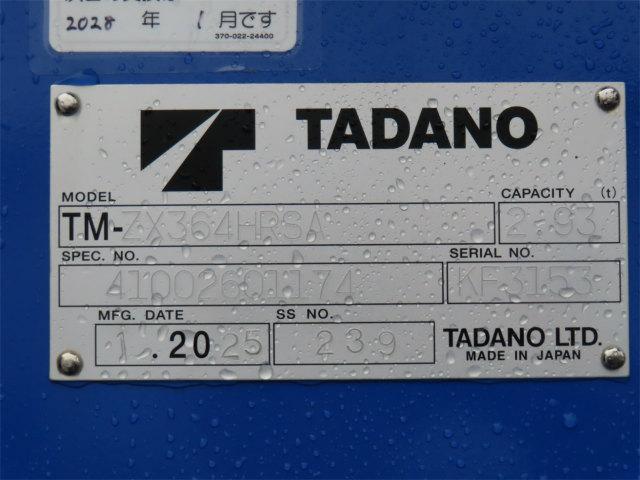 2028 年 1 月です
370-022-24400
TADANO
MODEL
CAPACITY (t)
TM-ZX364HRSA
2.93
SPEC. NO.
SERIAL NO.
41002601174
KF3153
MFG. DATE
SS NO.
1.2025
239
TADANO LTD.
MADE IN JAPAN